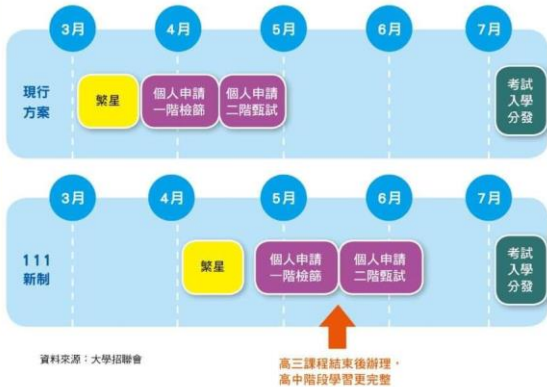 3月 4月 5月 6月 7月
現行
方案
繁星
個人申請
一階檢篩
個人申請
二階甄試
考試
入學
分發
3月 4月 5月 6月 7月
111
新制
繁星
個人申請
一階檢篩
個人申請
二階甄試
考試
入學
分發
資料來源：大學招聯會
高三課程結束後辦理，
高中階段學習更完整